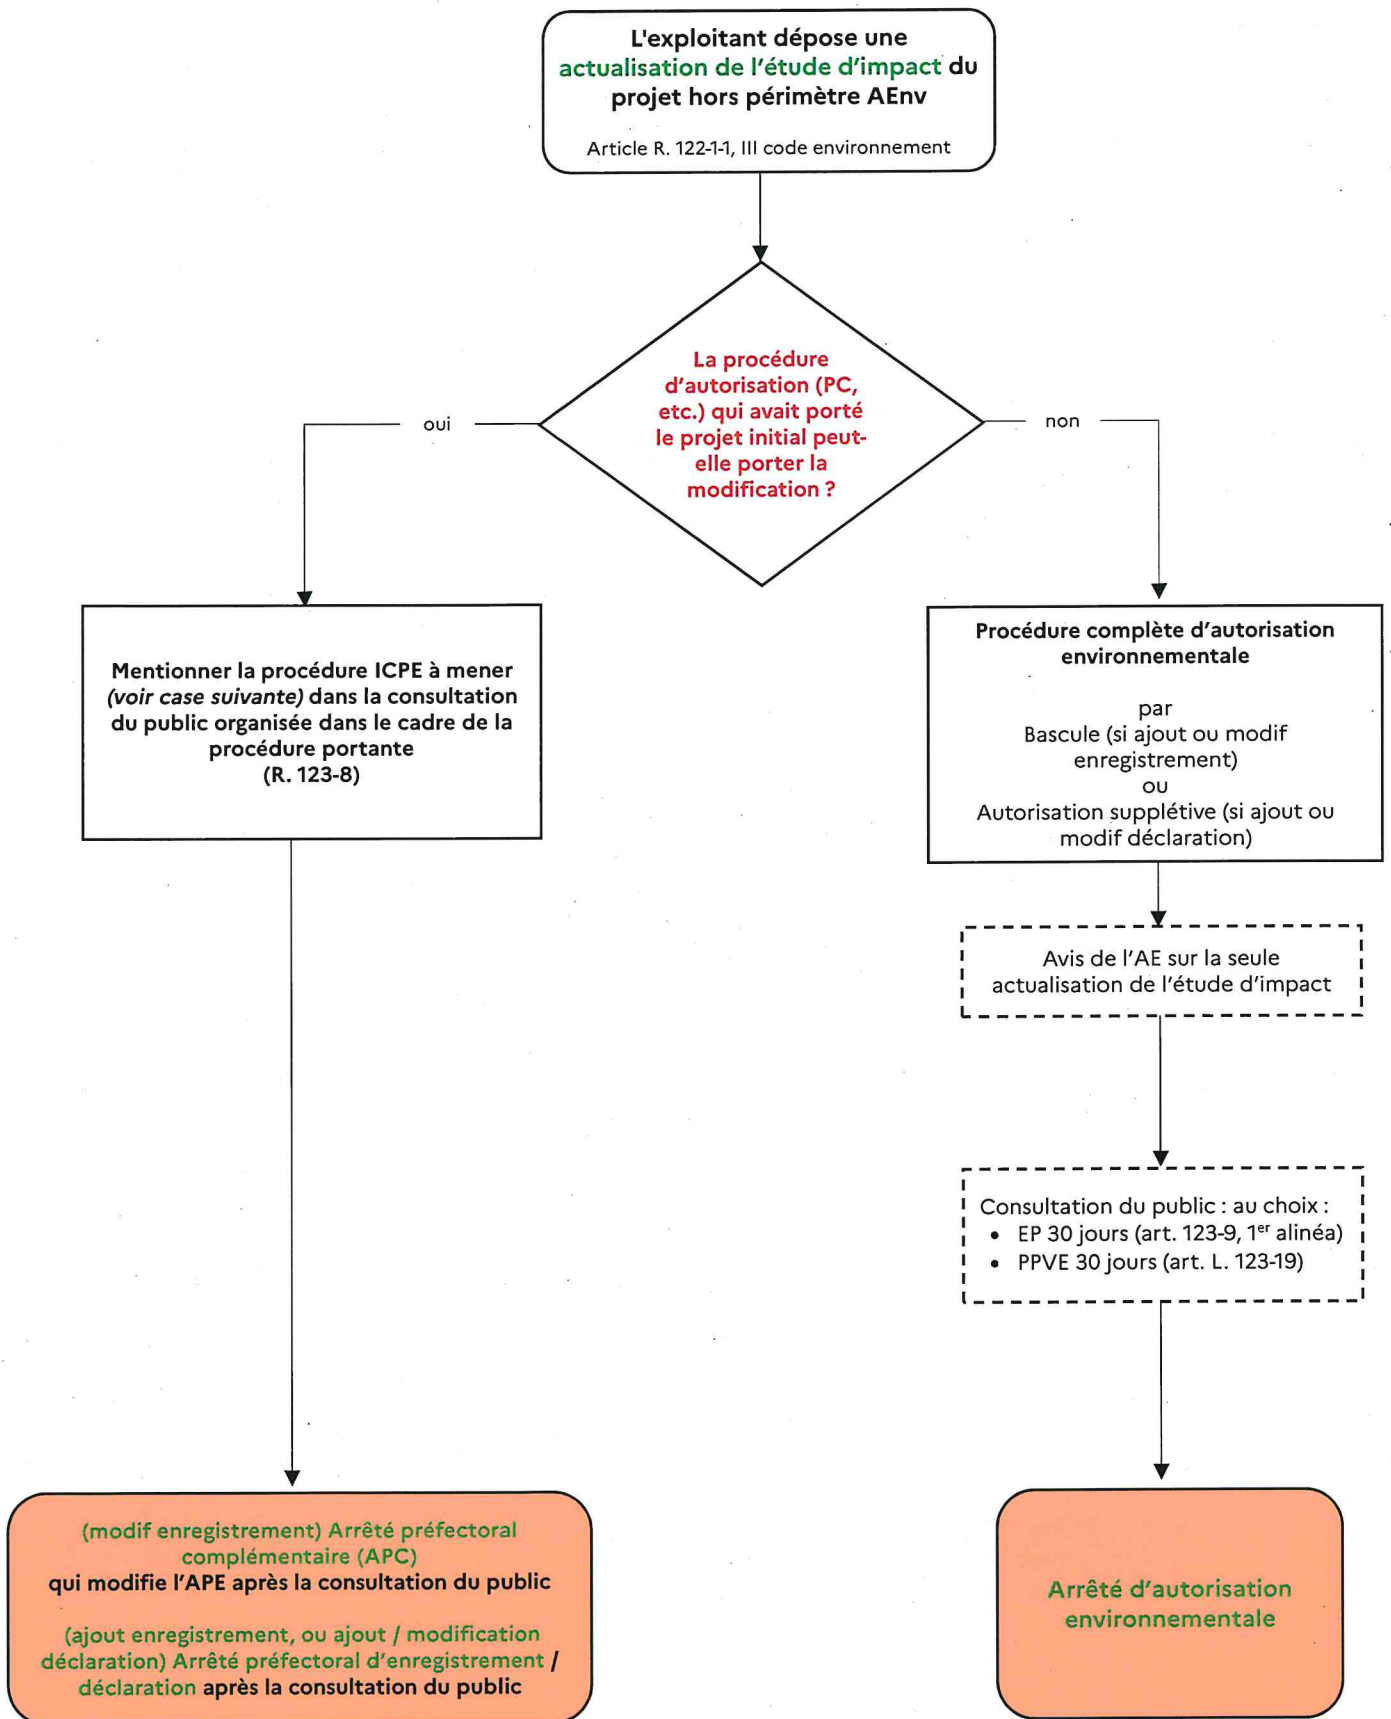 L'exploitant dépose une
actualisation de l'étude d'impact du
projet hors périmètre AEnv
Article R. 122-1-1, III code environnement
La procédure
d'autorisation (PC,
etc.) qui avait porté
le projet initial peut-
elle porter la
modification ?
oui
non
Mentionner la procédure ICPE à mener
(voir case suivante) dans la consultation
du public organisée dans le cadre de la
procédure portante
(R. 123-8)
Procédure complète d'autorisation
environnementale
par
Bascule (si ajout ou modif
enregistrement)
ou
Autorisation supplétive (si ajout ou
modif déclaration)
Avis de l'AE sur la seule
actualisation de l'étude d'impact
Consultation du public : au choix :
• EP 30 jours (art. 123-9, 1er alinéa)
• PPVE 30 jours (art. L. 123-19)
(modif enregistrement) Arrêté préfectoral
complémentaire (APC)
qui modifie l'APE après la consultation du public
(ajout enregistrement, ou ajout / modification
déclaration) Arrêté préfectoral d'enregistrement /
déclaration après la consultation du public
Arrêté d'autorisation
environnementale